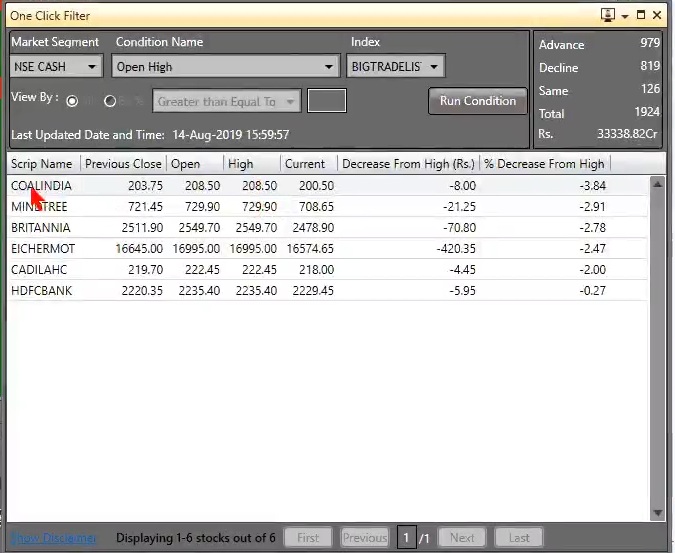 One Click Filter
Market Segment Condition Name Index
NSE CASH Open High BIGTRADELIS
View By : Greater than Equal To Run Condition
Last Updated Date and Time: 14-Aug-2019 15:59:57
Advance 979
Decline 819
Same 126
Total 1924
Rs. 33338.82Cr
Scrip Name Previous Close Open High Current Decrease From High (Rs.) % Decrease From High
COALINDIA 203.75 208.50 208.50 200.50 -8.00 -3.84
MINDTREE 721.45 729.90 729.90 708.65 -21.25 -2.91
BRITANNIA 2511.90 2549.70 2549.70 2478.90 -70.80 -2.78
EICHERMOT 16645.00 16995.00 16995.00 16574.65 -420.35 -2.47
CADILAHC 219.70 222.45 222.45 218.00 -4.45 -2.00
HDFCBANK 2220.35 2235.40 2235.40 2229.45 -5.95 -0.27
Show Disclaimer Displaying 1-6 stocks out of 6 First Previous 1 /1 Next Last